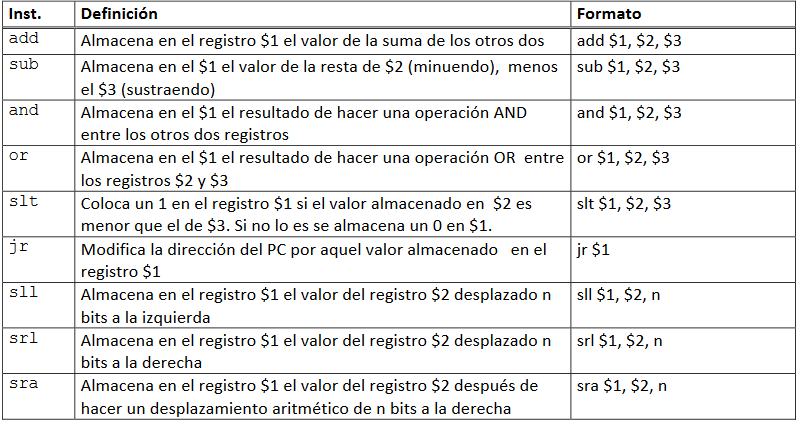 Inst. Definición Formato
add Almacena en el registro $1 el valor de la suma de los otros dos add $1, $2, $3
sub Almacena en el $1 el valor de la resta de $2 (minuendo), menos sub $1, $2, $3
el $3 (sustraendo)
and Almacena en el $1 el resultado de hacer una operación AND and $1, $2, $3
entre los otros dos registros
or Almacena en el $1 el resultado de hacer una operación OR entre or $1, $2, $3
los registros $2 y $3
slt Coloca un 1 en el registro $1 si el valor almacenado en $2 es slt $1, $2, $3
menor que el de $3. Si no lo es se almacena un 0 en $1.
jr Modifica la dirección del PC por aquel valor almacenado en el jr $1
registro $1
sll Almacena en el registro $1 el valor del registro $2 desplazado n sll $1, $2, n
bits a la izquierda
srl Almacena en el registro $1 el valor del registro $2 desplazado n srl $1, $2, n
bits a la derecha
sra Almacena en el registro $1 el valor del registro $2 después de sra $1, $2, n
hacer un desplazamiento aritmético de n bits a la derecha